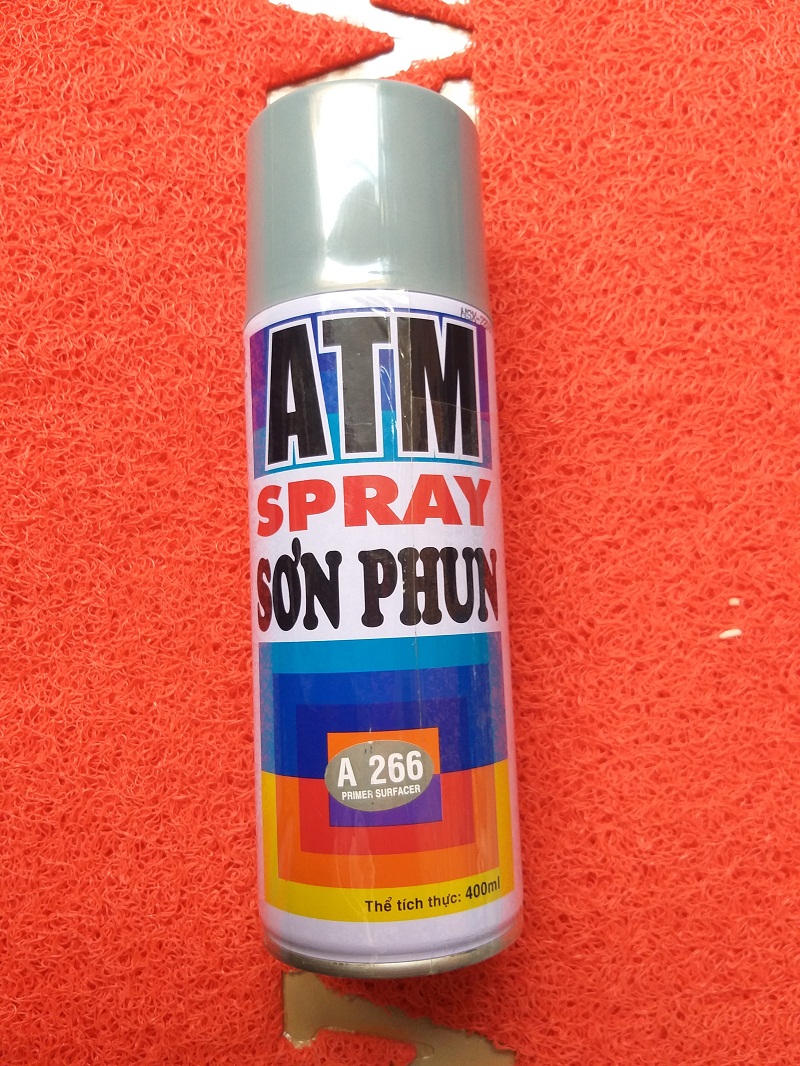 ATM
SPRAY
SƠN PHUN
A 266
PRIMER SURFACER
Thể tích thực: 400ml